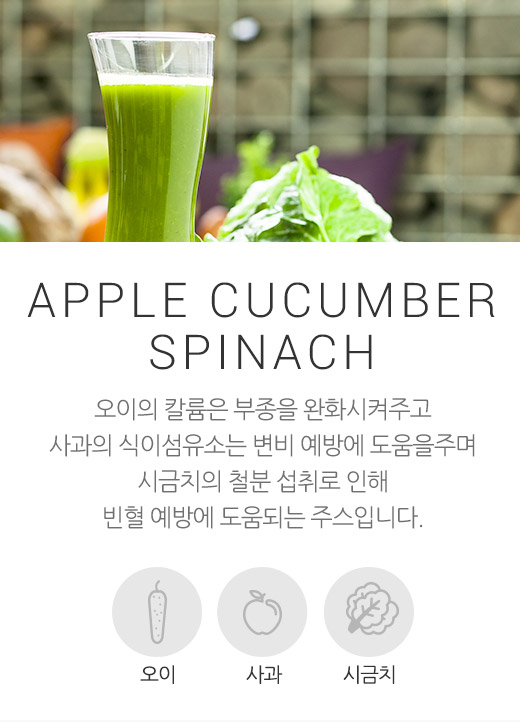 APPLE CUCUMBER
SPINACH
오이의 칼륨은 부종을 완화시켜주고
사과의 식이섬유소는 변비 예방에 도움을주며
시금치의 철분 섭취로 인해
빈혈 예방에 도움되는 주스입니다.
오이
사과
시금치